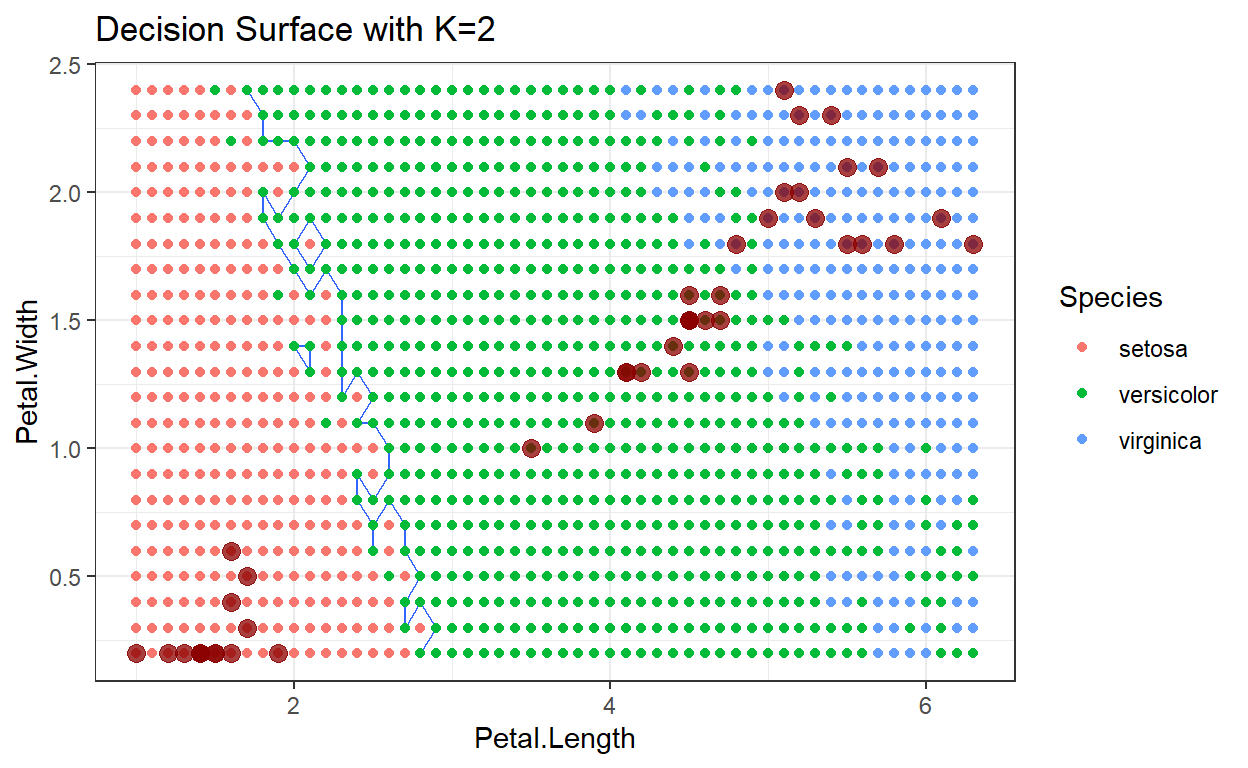 Decision Surface with K=2
2.5
2.0
1.5
1.0
0.5
Petal.Width
2
4
6
Petal.Length
Species
setosa
versicolor
virginica